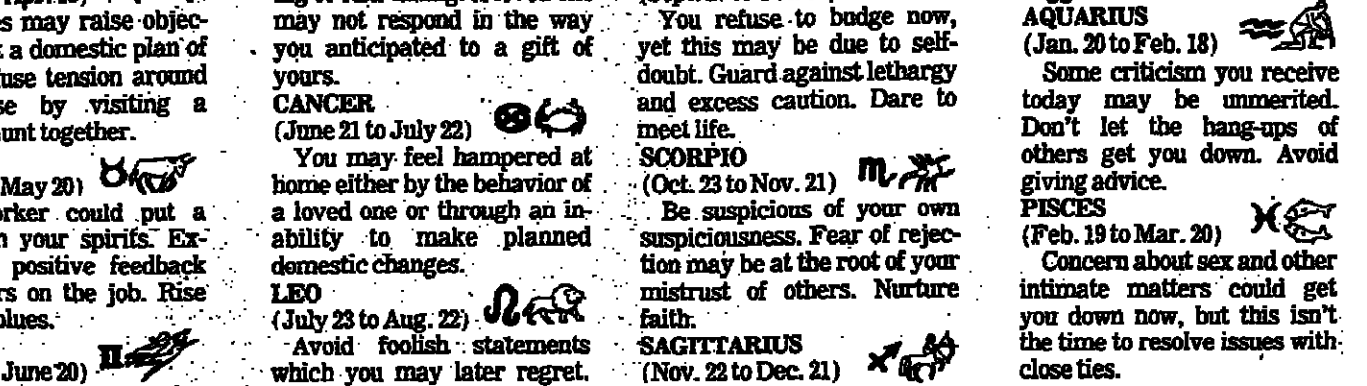 es may raise objec-
a domestic plan of
fuse tension around
se by visiting a
unt together.
May 20)
orker could put a
n your spirits. Ex-
positive feedback
rs on the job. Rise
blues.
June 20)
may not respond in the way
you anticipated to a gift of
yours.
CANCER
(June 21 to July 22)
You may feel hampered at
home either by the behavior of
a loved one or through an in-
ability to make planned
domestic changes.
LEO
(July 23 to Aug. 22)
Avoid foolish statements
which you may later regret.
You refuse to budge now,
yet this may be due to self-
doubt. Guard against lethargy
and excess caution. Dare to
meet life.
SCORPIO
(Oct. 23 to Nov. 21)
Be suspicious of your own
suspiciousness. Fear of rejec-
tion may be at the root of your
mistrust of others. Nurture
faith.
SAGITTARIUS
(Nov. 22 to Dec. 21)
AQUARIUS
(Jan. 20 to Feb. 18)
Some criticism you receive
today may be unmerited.
Don't let the hang-ups of
others get you down. Avoid
giving advice.
PISCES
(Feb. 19 to Mar. 20)
Concern about sex and other
intimate matters could get
you down now, but this isn't
the time to resolve issues with
close ties.